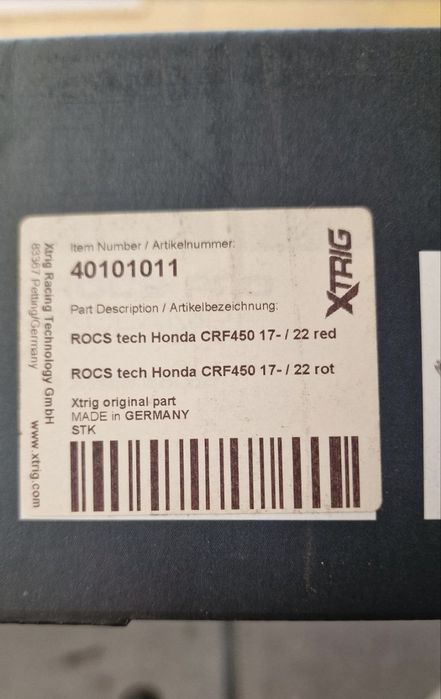 Item Number / Artikelnummer:
40101011
XTRIG
Part Description / Artikelbezeichnung:
ROCS tech Honda CRF450 17- / 22 red
ROCS tech Honda CRF450 17- / 22 rot
Xtrig original part
MADE in GERMANY
STK
Xtrig Racing Technology GmbH
83367 Petting/Germany
www.xtrig.com